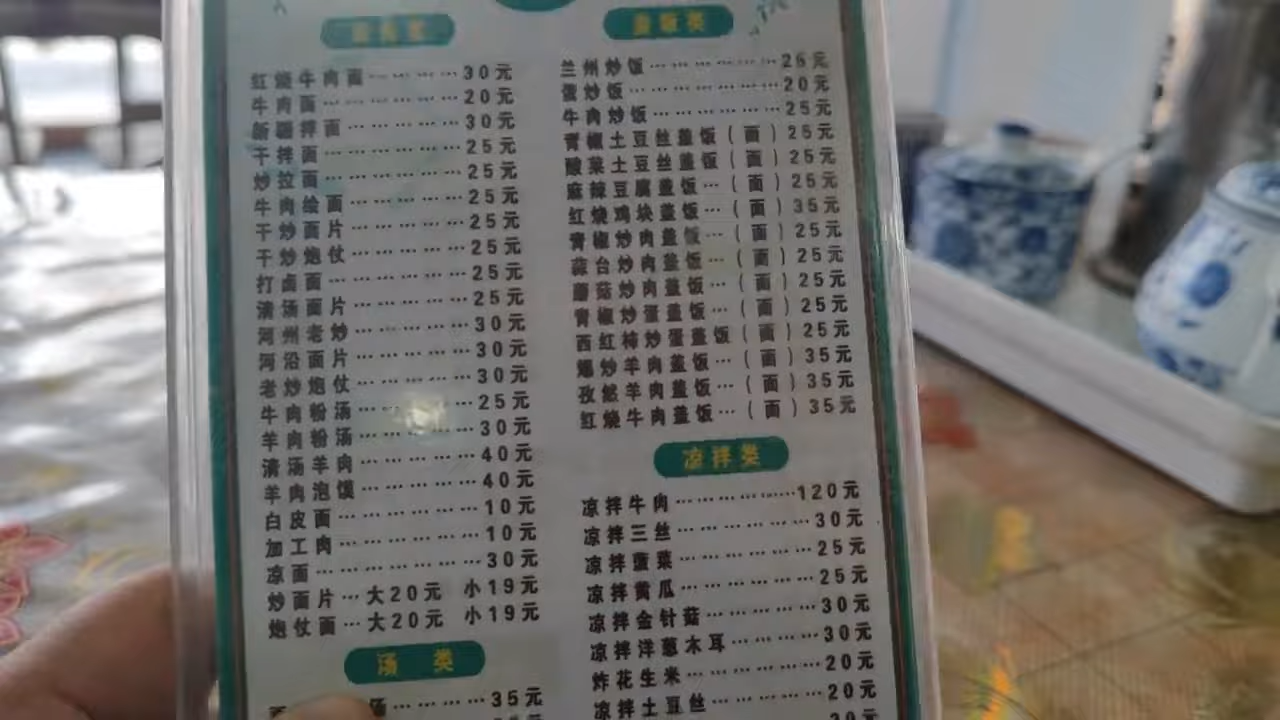 盖饭类
红烧牛肉面………………30元
牛肉面………………20元
新疆拌面………………30元
干拌面………………25元
炒拉面………………25元
牛肉绘面………………25元
干炒面片………………25元
干炒炮仗………………25元
打卤面………………25元
清汤面片………………25元
河州老炒………………30元
河沿面片………………30元
老炒炮仗………………30元
牛肉粉汤………………25元
羊肉粉汤………………30元
清汤羊肉………………40元
羊肉泡馍………………40元
白皮面………………10元
加工肉………………10元
凉面………………30元
炒面片…大20元 小19元
炮仗面…大20元 小19元
汤 类
汤………35元
兰州炒饭………………25元
蛋炒饭………………20元
牛肉炒饭………………25元
青椒土豆丝盖饭(面)25元
酸菜土豆丝盖饭(面)25元
麻辣豆腐盖饭…(面)25元
红烧鸡块盖饭…(面)35元
青椒炒肉盖饭…(面)25元
蒜台炒肉盖饭…(面)25元
蘑菇炒肉盖饭…(面)25元
青椒炒蛋盖饭…(面)25元
西红柿炒蛋盖饭(面)25元
爆炒羊肉盖饭…(面)35元
孜然羊肉盖饭…(面)35元
红烧牛肉盖饭…(面)35元
凉拌类
凉拌牛肉……………120元
凉拌三丝………………30元
凉拌菠菜………………25元
凉拌黄瓜………………25元
凉拌金针菇……………30元
凉拌洋葱木耳…………30元
炸花生米………………20元
凉拌土豆丝……………20元